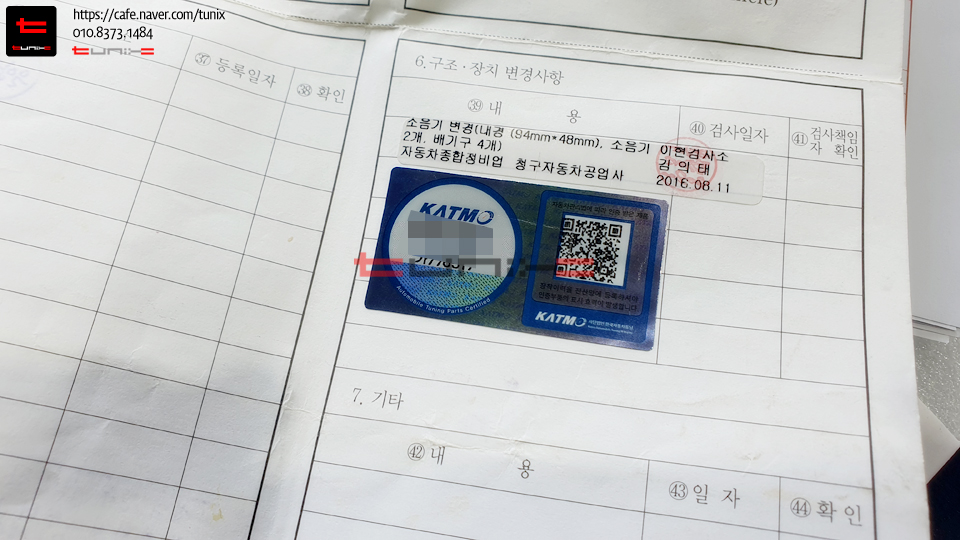 https://cafe.naver.com/tunix
010.8373.1484
tunix
tunix
㊲ 등록일자
㊳ 확인
6.구조·장치 변경사항
㊴ 내 용
㊵ 검사일자
㊶ 검사책임
자 확인
소음기 변경(내경 (94mm*48mm), 소음기 이현검사소
2개, 배기구 4개)
김의태
자동차종합정비업 청구자동차공업사
2016.08.11
KATMO
Automobile Tuning Parts Certified
tunix
KATMO
7. 기타
㊷ 내 용
㊸ 일 자
㊹ 확 인